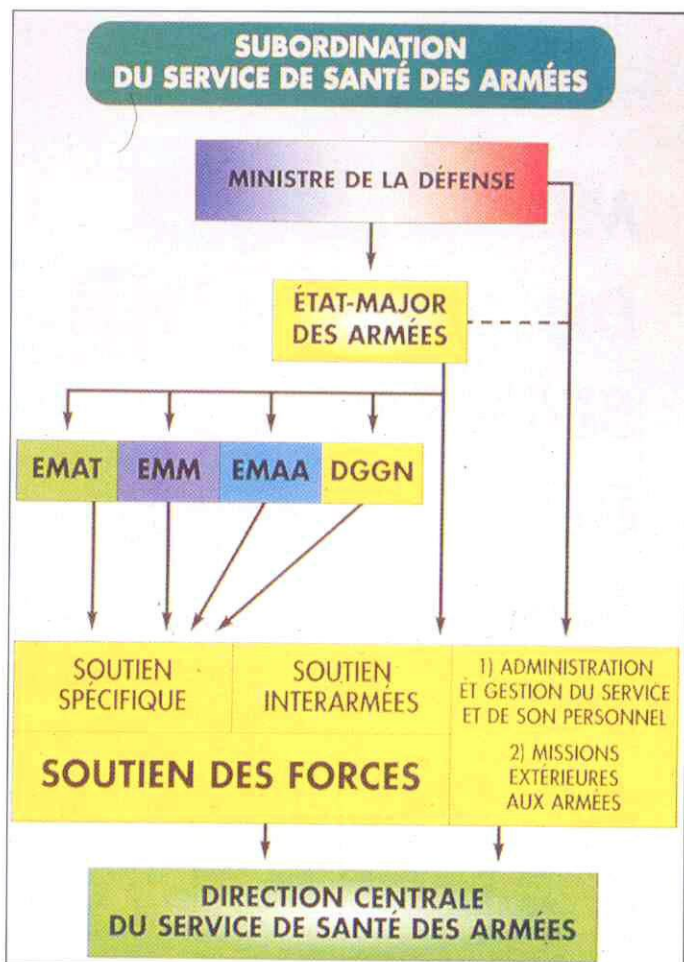 SUBORDINATION
DU SERVICE DE SANTÉ DES ARMÉES
MINISTRE DE LA DÉFENSE
ÉTAT-MAJOR
DES ARMÉES
EMAT EMM EMAA DGGN
SOUTIEN
SPÉCIFIQUE
SOUTIEN
INTERARMÉES
1) ADMINISTRATION
ET GESTION DU SERVICE
ET DE SON PERSONNEL
SOUTIEN DES FORCES
2) MISSIONS
EXTÉRIEURES
AUX ARMÉES
DIRECTION CENTRALE
DU SERVICE DE SANTÉ DES ARMÉES